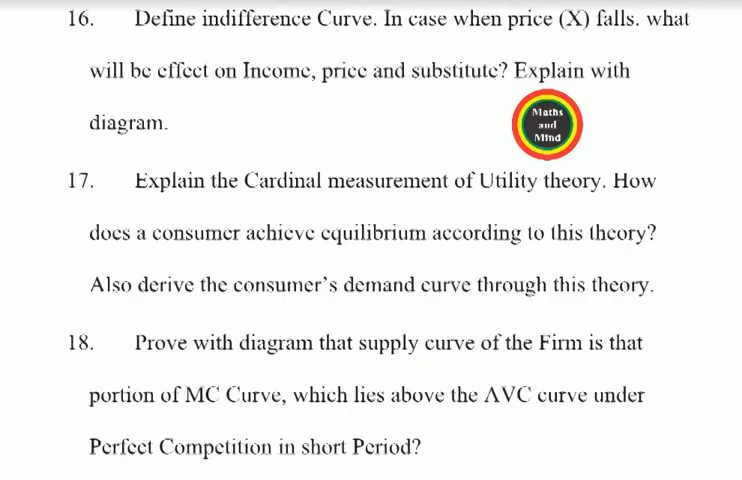 16. Define indifference Curve. In case when price (X) falls. what
will be effect on Income, price and substitute? Explain with
diagram.
Maths
and
Mind
17. Explain the Cardinal measurement of Utility theory. How
does a consumer achieve equilibrium according to this theory?
Also derive the consumer's demand curve through this theory.
18. Prove with diagram that supply curve of the Firm is that
portion of MC Curve, which lies above the AVC curve under
Perfect Competition in short Period?